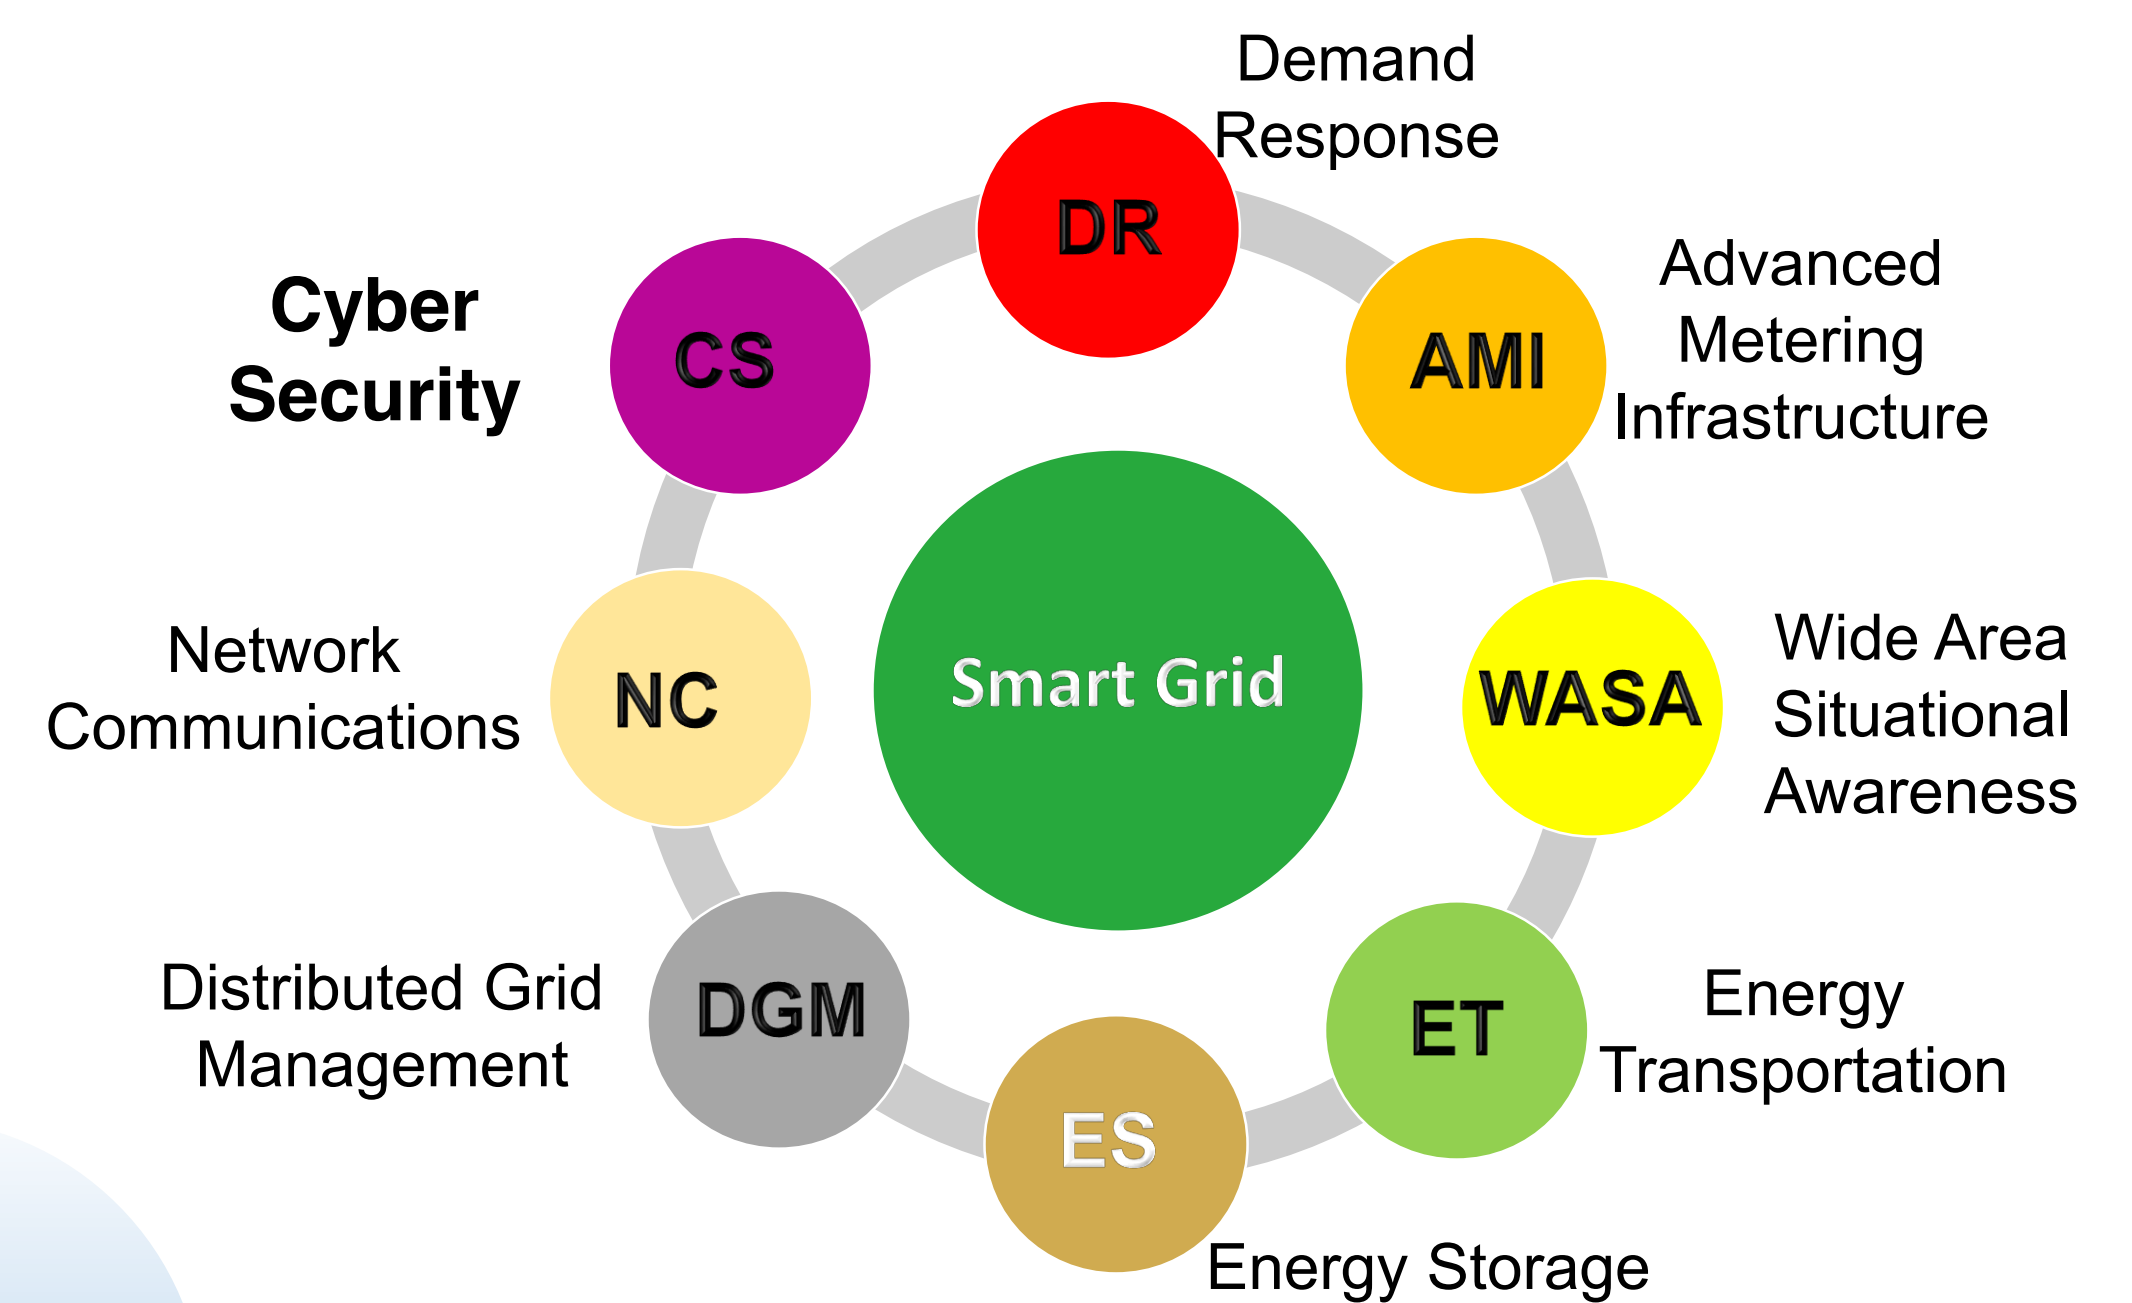 Demand
Response
DR
Cyber
Security
CS
AMI
Advanced
Metering
Infrastructure
Network
Communications
NC
Smart Grid
WASA
Wide Area
Situational
Awareness
Distributed Grid
Management
DGM
ET
Energy
Transportation
ES
Energy Storage